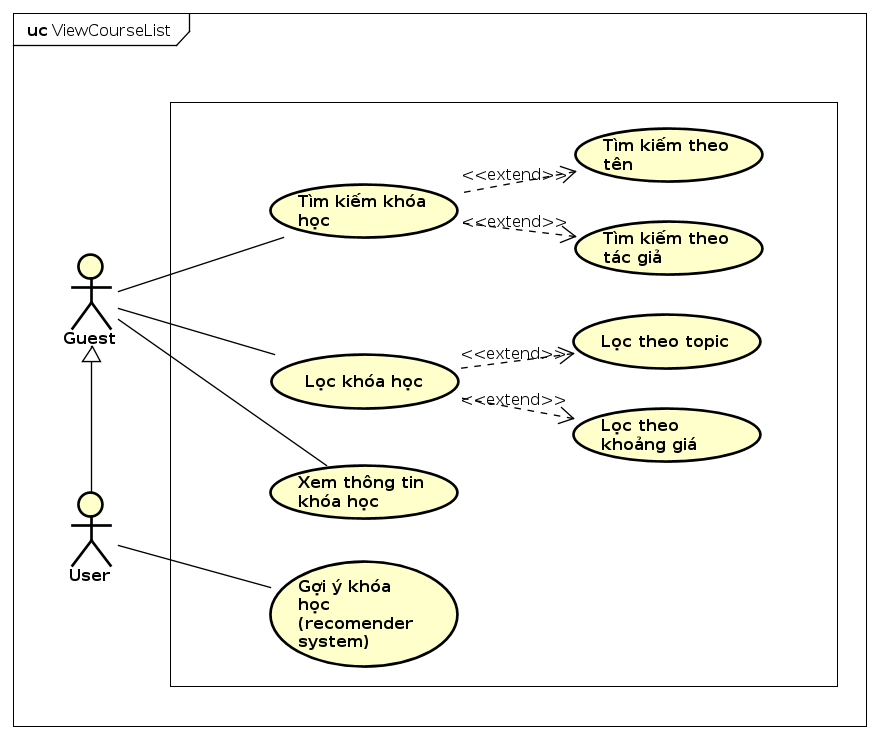 uc ViewCourseList
Tìm kiếm theo
tên
<<extend>>
Tìm kiếm khóa
học
<<extend>>
Tìm kiếm theo
tác giả
Guest
Lọc theo topic
<<extend>>
Lọc khóa học
<<extend>>
Lọc theo
khoảng giá
Xem thông tin
khóa học
User
Gợi ý khóa
học
(recomender
system)